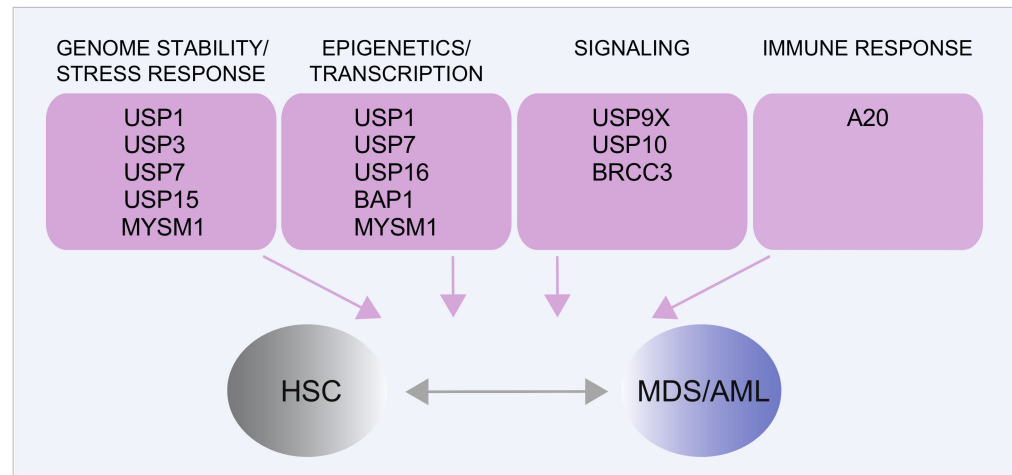 GENOME STABILITY/
STRESS RESPONSE
USP1
USP3
USP7
USP15
MYSM1
EPIGENETICS/
TRANSCRIPTION
USP1
USP7
USP16
BAP1
MYSM1
SIGNALING
USP9X
USP10
BRCC3
IMMUNE RESPONSE
A20
HSC
MDS/AML